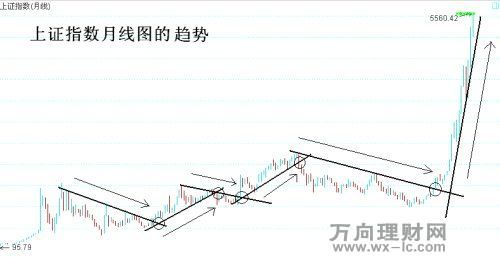 上证指数(月线)
5560.42
上证指数月线图的趋势
95.79
万向理财网
www.wx-lc.com